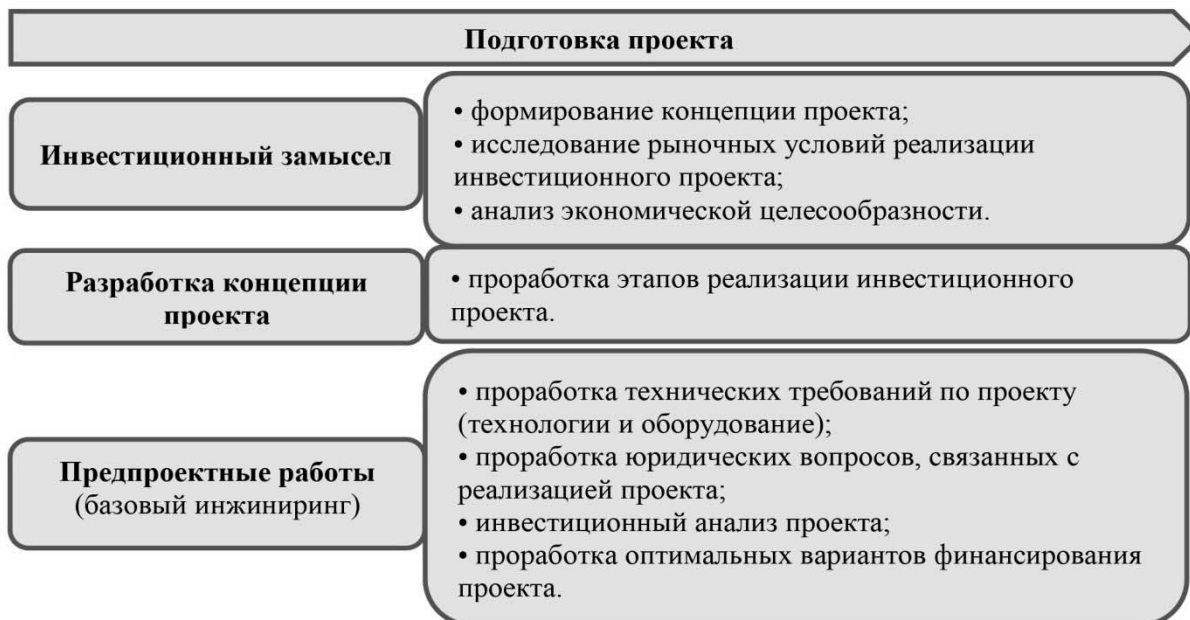 Подготовка проекта
Инвестиционный замысел
• формирование концепции проекта;
• исследование рыночных условий реализации
инвестиционного проекта;
• анализ экономической целесообразности.
Разработка концепции
проекта
• проработка этапов реализации инвестиционного
проекта.
Предпроектные работы
(базовый инжиниринг)
• проработка технических требований по проекту
(технологии и оборудование);
• проработка юридических вопросов, связанных с
реализацией проекта;
• инвестиционный анализ проекта;
• проработка оптимальных вариантов финансирования
проекта.